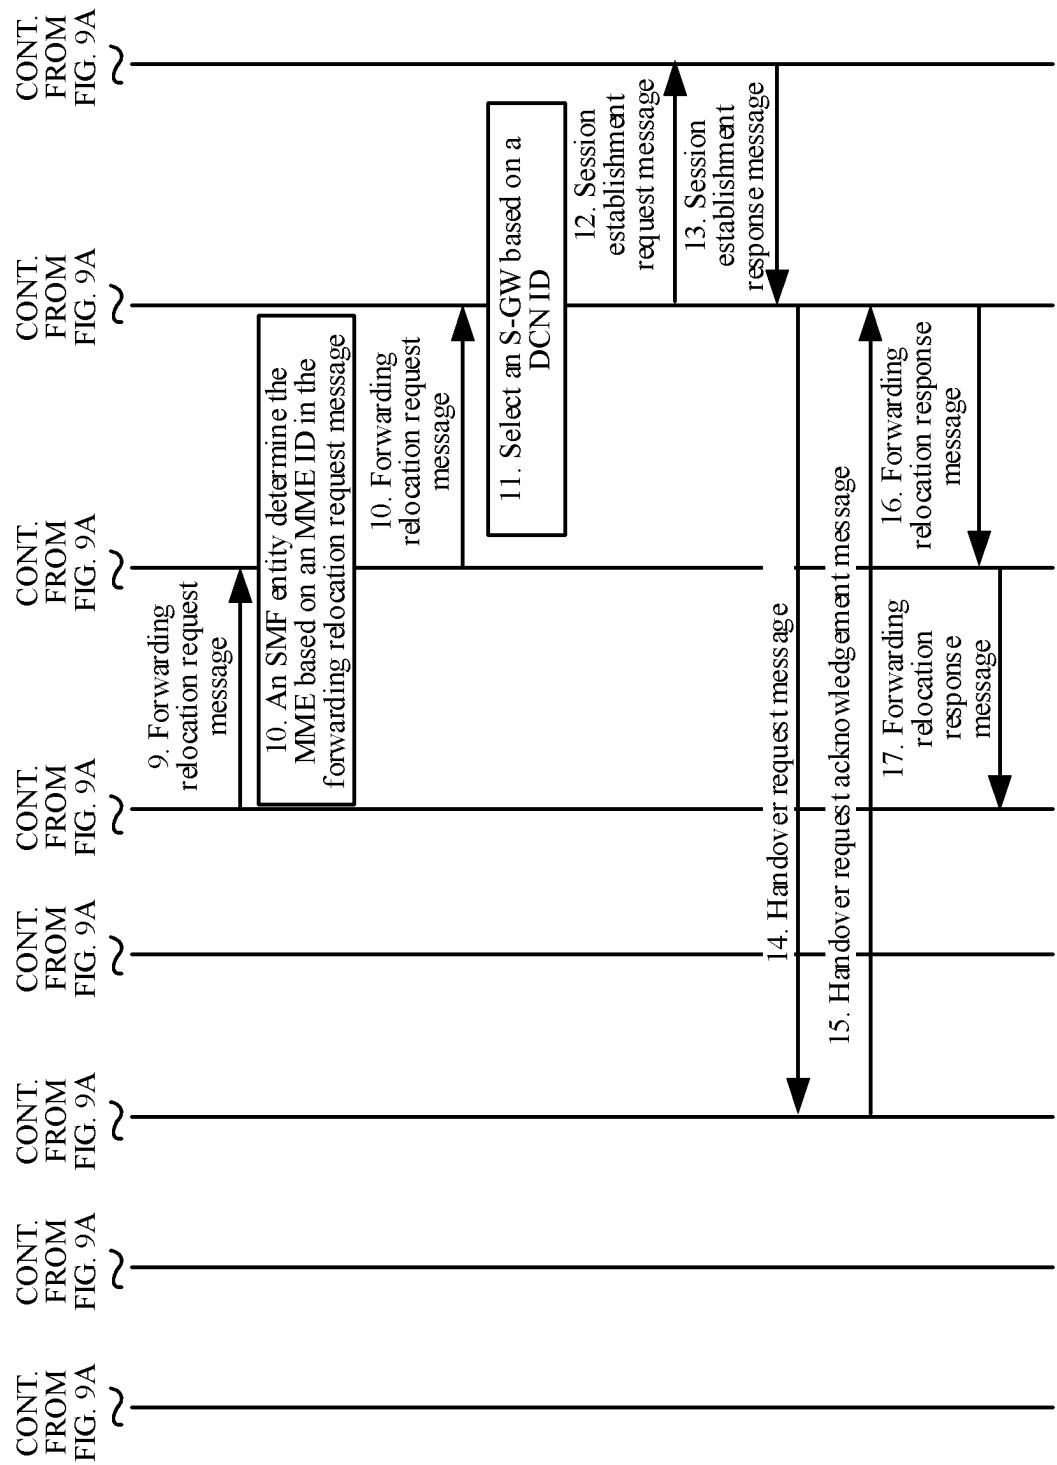 CONT.
FROM
FIG. 9A
CONT.
FROM
FIG. 9A
CONT.
FROM
FIG. 9A
CONT.
FROM
FIG. 9A
CONT.
FROM
FIG. 9A
CONT.
FROM
FIG. 9A
CONT.
FROM
FIG. 9A
CONT.
FROM
FIG. 9A
9. Forwarding
relocation request
message
10. An SMF entity determine the
MME based on an MME ID in the
forwarding relocation request message
10. Forwarding
relocation request
message
11. Select an S-GW based on a
DCN ID
12. Session
establishment
request message
13. Session
establishment
response message
14. Handover request message
15. Handover request acknowledgement message
16. Forwarding
relocation response
message
17. Forwarding
relocation
response
message